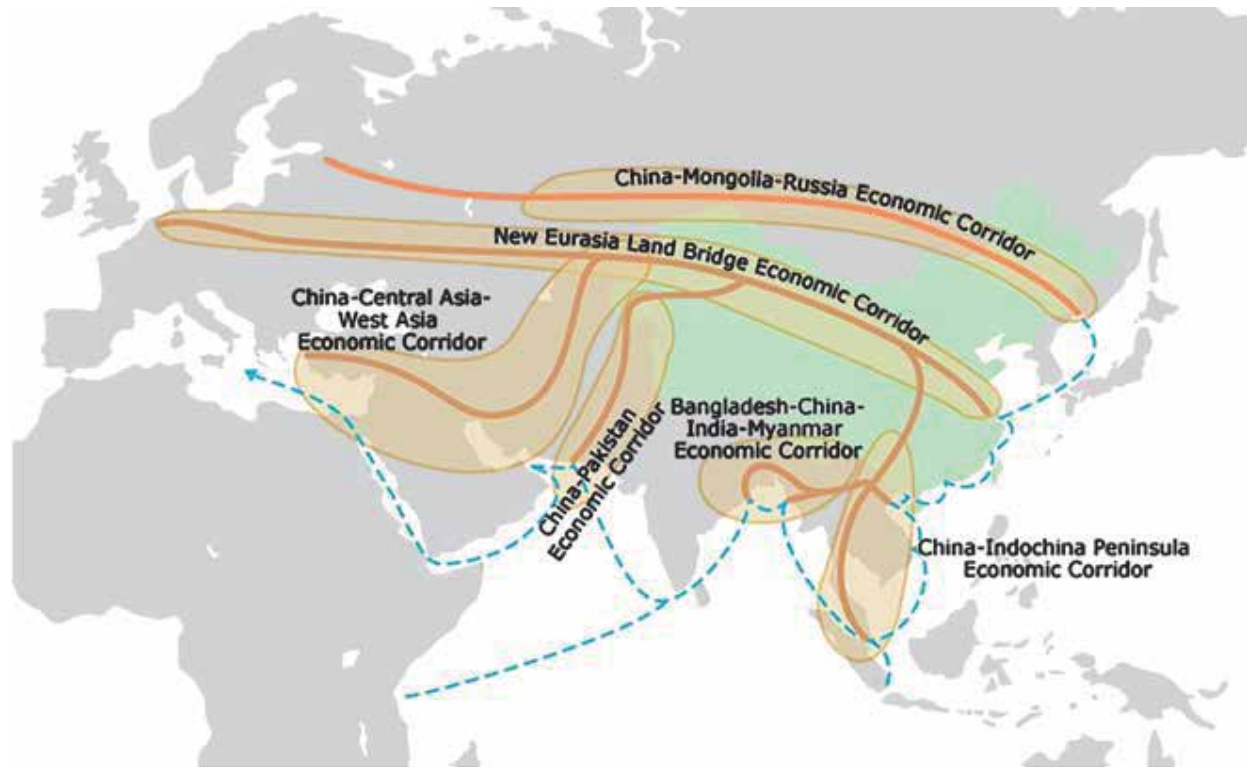 China-Mongolia-Russia Economic Corridor
New Eurasia Land Bridge Economic Corridor
China-Central Asia-
West Asia
Economic Corridor
China-Pakistan
Economic Corridor
Bangladesh-China-
India-Myanmar
Economic Corridor
China-Indochina Peninsula
Economic Corridor